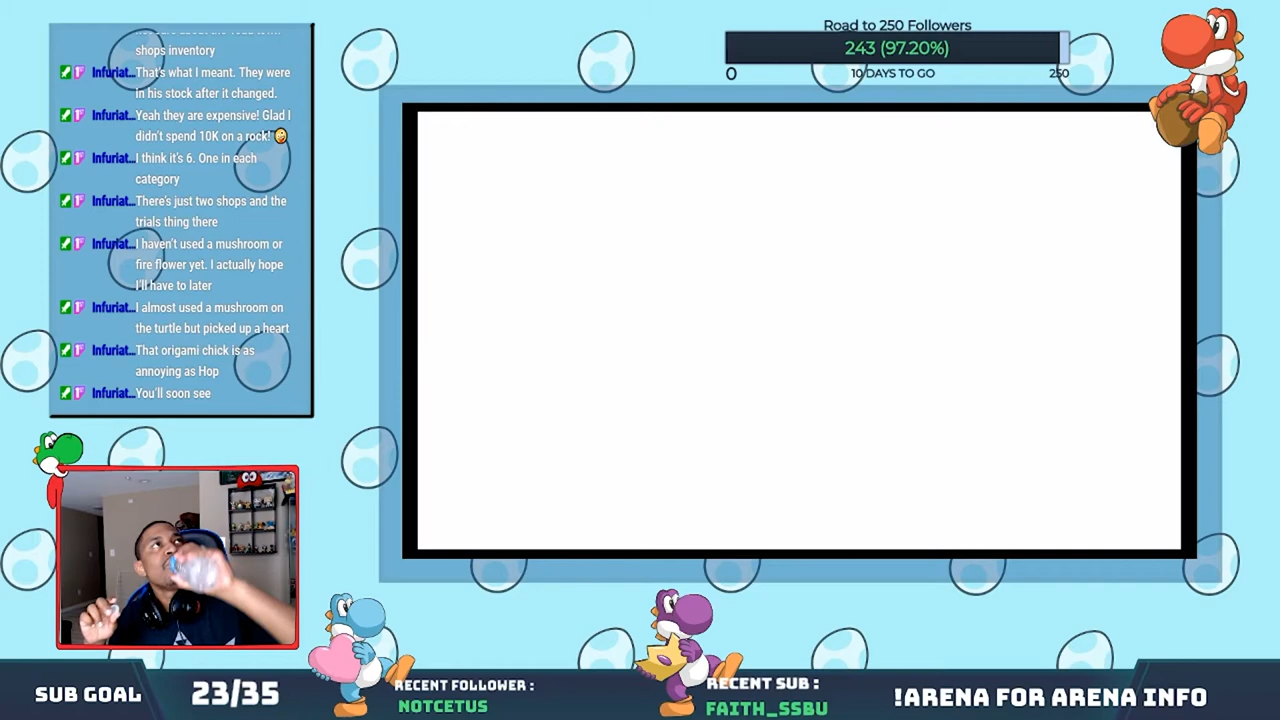 shops inventory
Infuriat... That's what I meant. They were
in his stock after it changed.
Infuriat... Yeah they are expensive! Glad I
didn't spend 10K on a rock!
Infuriat... I think it's 6. One in each
category
Infuriat... There's just two shops and the
trials thing there
Infuriat... I haven't used a mushroom or
fire flower yet. I actually hope
I'll have to later
Infuriat... I almost used a mushroom on
the turtle but picked up a heart
Infuriat... That origami chick is as
annoying as Hop
Infuriat... You'll soon see
Road to 250 Followers
243 (97.20%)
0 10 DAYS TO GO 250
SUB GOAL 23/35
RECENT FOLLOWER :
NOTCETUS
RECENT SUB :
FAITH_SSBU
!ARENA FOR ARENA INFO